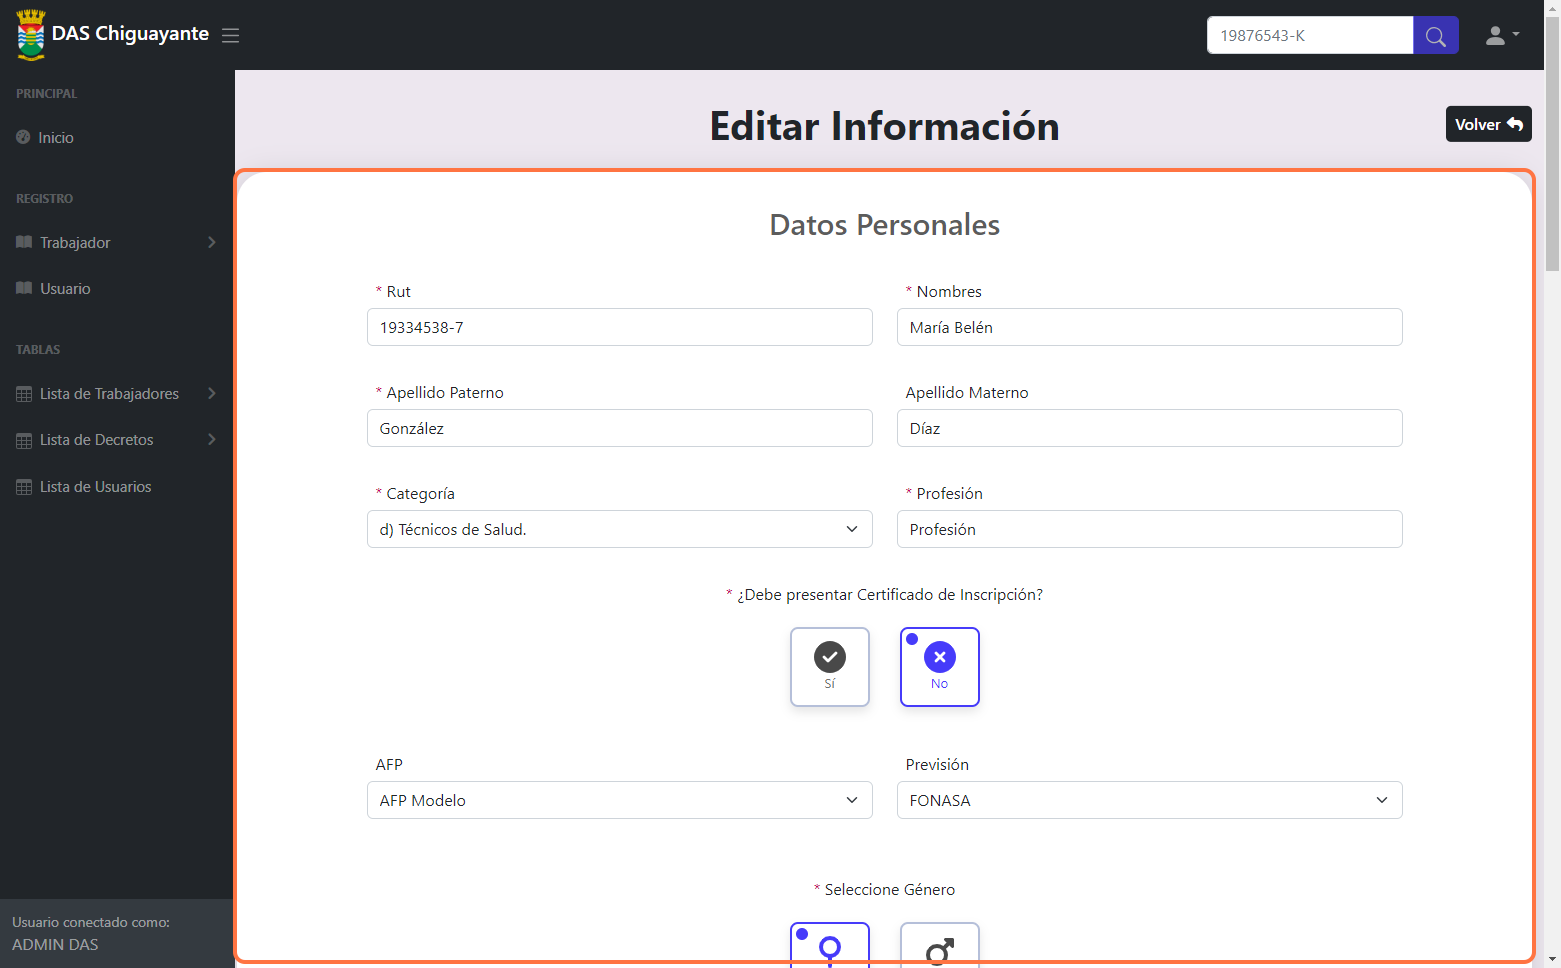 DAS Chiguayante
19876543-K
PRINCIPAL
Inicio
REGISTRO
Trabajador
Usuario
TABLAS
Lista de Trabajadores
Lista de Decretos
Lista de Usuarios
Usuario conectado como:
ADMIN DAS
Editar Información
Volver
Datos Personales
* Rut
19334538-7
* Nombres
María Belén
* Apellido Paterno
González
Apellido Materno
Díaz
* Categoría
d) Técnicos de Salud.
* Profesión
Profesión
* ¿Debe presentar Certificado de Inscripción?
Sí
No
AFP
AFP Modelo
Previsión
FONASA
* Seleccione Género